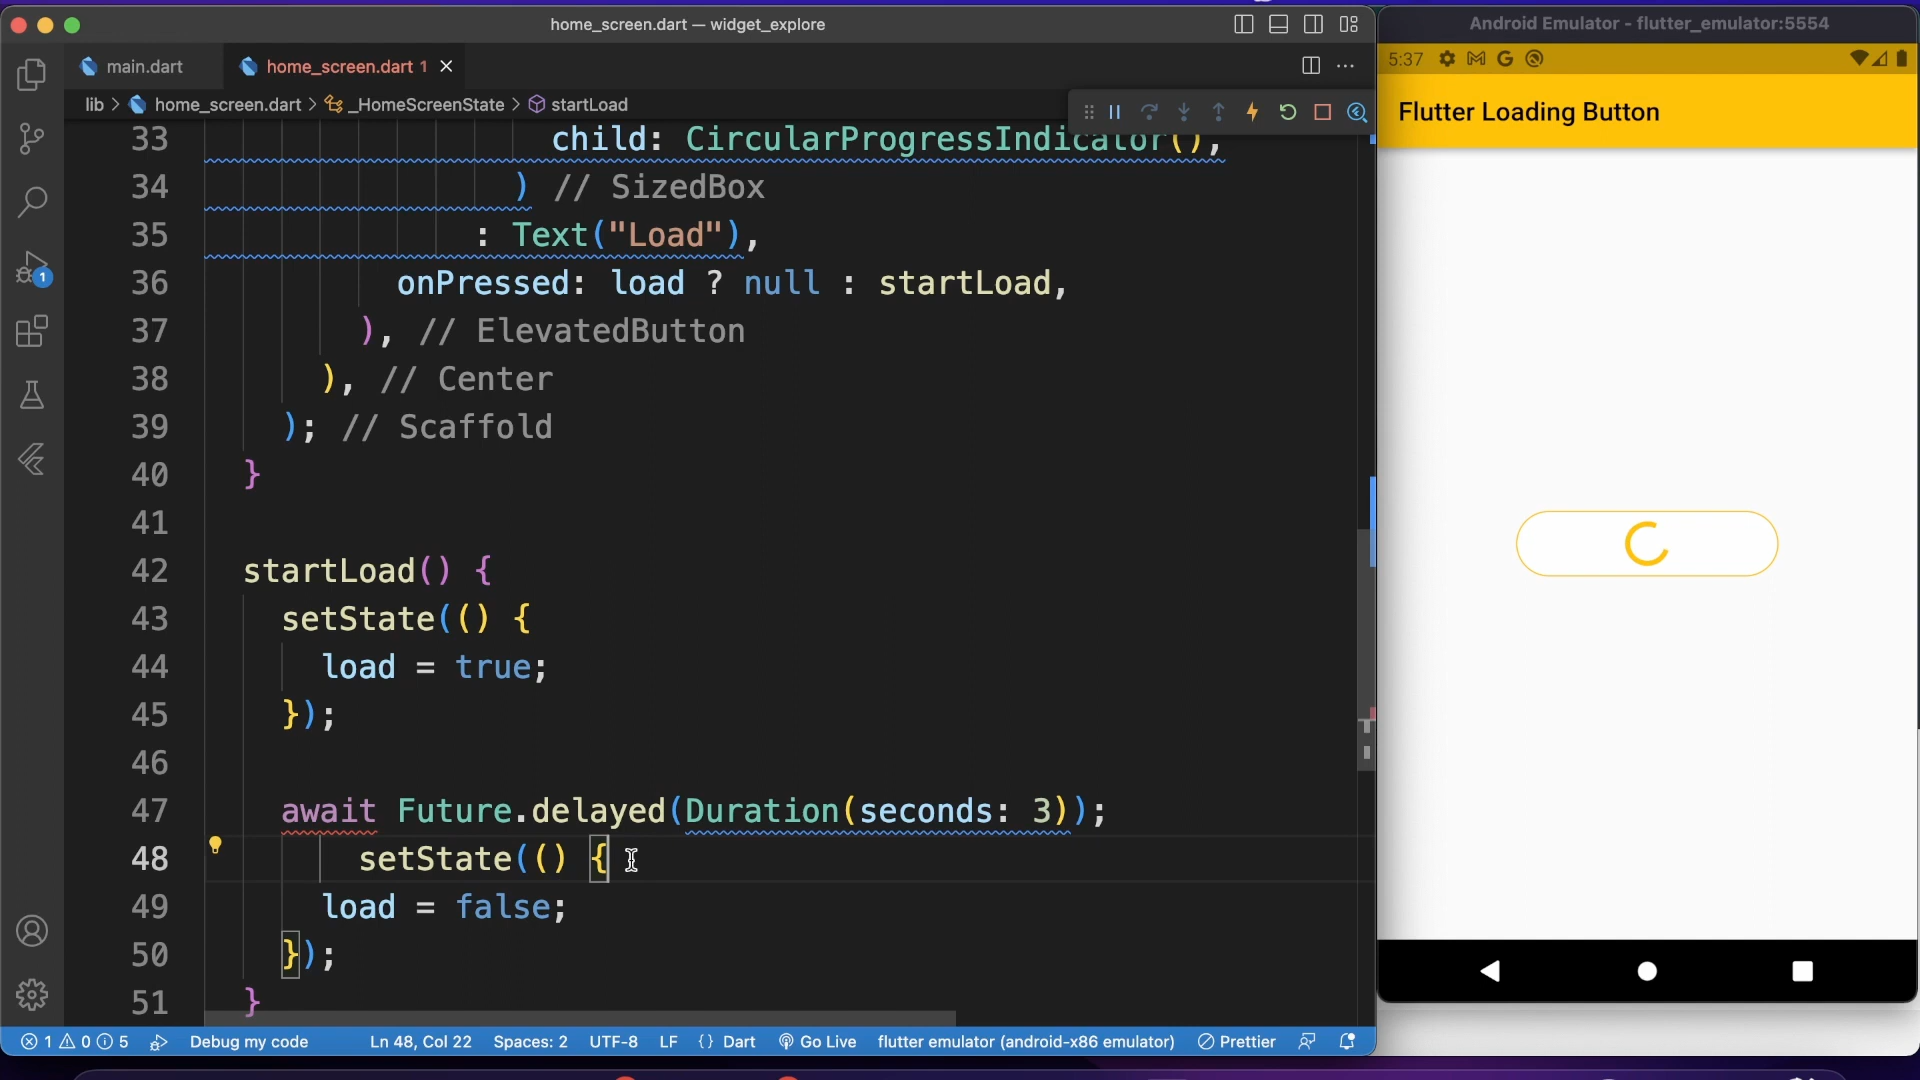 home_screen.dart — widget_explore
main.dart
home_screen.dart 1
lib > home_screen.dart > _HomeScreenState > startLoad
33 child: CircularProgressIndicator(),
34 ) // SizedBox
35 : Text("Load"),
36 onPressed: load ? null : startLoad,
37 ), // ElevatedButton
38 ), // Center
39 ); // Scaffold
40 }
41
42 startLoad() {
43 setState(() {
44 load = true;
45 });
46
47 await Future.delayed(Duration(seconds: 3));
48 setState(() {
49 load = false;
50 });
51 }
1
1 0 5 Debug my code Ln 48, Col 22 Spaces: 2 UTF-8 LF {} Dart Go Live flutter emulator (android-x86 emulator) Prettier
Android Emulator - flutter_emulator:5554
5:37
Flutter Loading Button